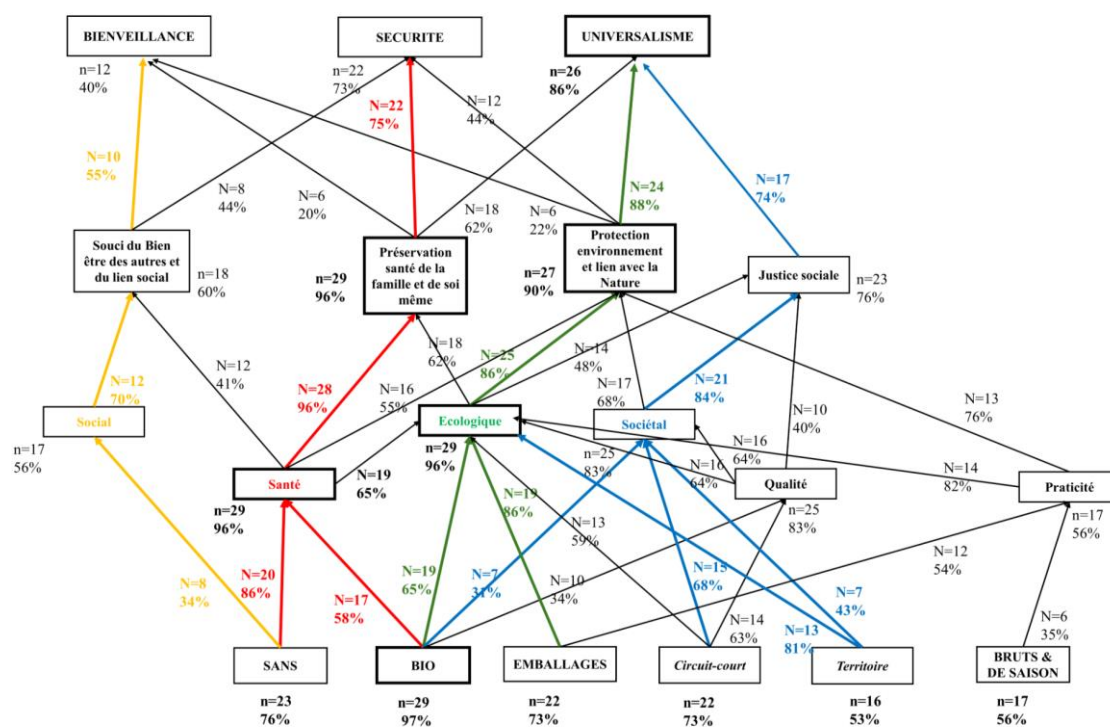 BIENVEILLANCE
SECURITE
UNIVERSALISME
n=12
40%
n=22
73%
n=26
86%
N=22
75%
N=12
44%
N=10
55%
N=8
44%
N=6
20%
N=18
62%
N=6
22%
N=24
88%
N=17
74%
Souci du Bien
être des autres et
du lien social
n=18
60%
n=29
96%
Préservation
santé de la
famille et de soi
même
n=27
90%
Protection
environnement
et lien avec la
Nature
Justice sociale
n=23
76%
N=12
70%
N=12
41%
N=28
96%
N=16
55%
N=18
62%
N=25
86%
N=14
48%
N=17
68%
N=21
84%
N=10
40%
N=13
76%
Social
n=17
56%
Ecologique
n=29
96%
Sociétal
n=25
83%
N=16
64%
N=16
64%
N=14
82%
Santé
n=29
96%
N=19
65%
Qualité
n=25
83%
Praticité
n=17
56%
N=19
86%
N=13
59%
N=8
34%
N=20
86%
N=17
58%
N=19
65%
N=7
31%
N=10
34%
N=15
68%
N=12
54%
N=7
43%
N=14
63%
N=13
81%
N=6
35%
SANS
BIO
EMBALLAGES
Circuit-court
Territoire
BRUTS &
DE SAISON
n=23
76%
n=29
97%
n=22
73%
n=22
73%
n=16
53%
n=17
56%